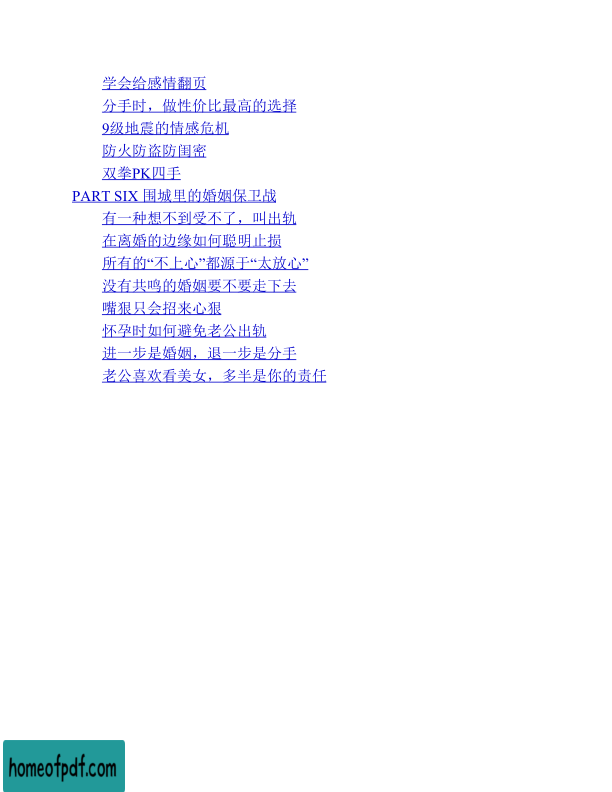 学会给感情翻页
分手时，做性价比最高的选择
9级地震的情感危机
防火防盗防闺密
双拳PK四手
PART SIX 围城里的婚姻保卫战
有一种想不到受不了，叫出轨
在离婚的边缘如何聪明止损
所有的“不上心”都源于“太放心”
没有共鸣的婚姻要不要走下去
嘴狠只会招来心狠
怀孕时如何避免老公出轨
进一步是婚姻，退一步是分手
老公喜欢看美女，多半是你的责任
homeofpdf.com